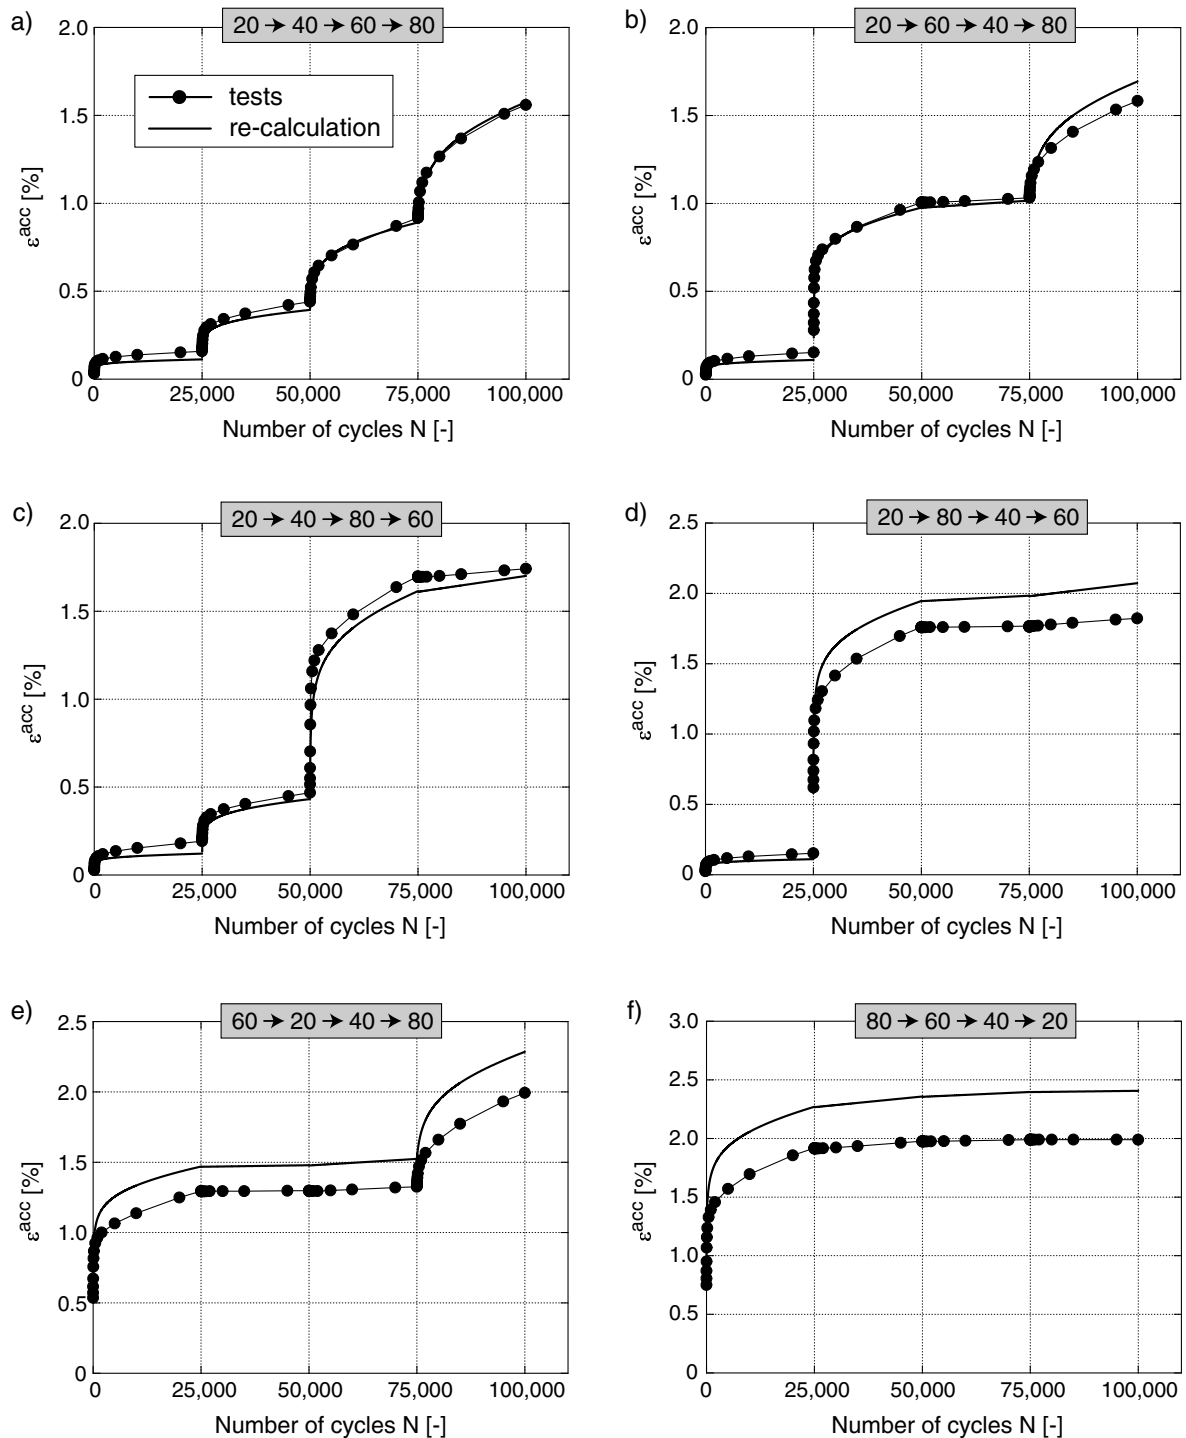 a)
20 → 40 → 60 → 80
2.0
1.5
1.0
0.5
0
εacc [%]
tests
re-calculation
0 25,000 50,000 75,000 100,000
Number of cycles N [-]
b)
20 → 60 → 40 → 80
2.0
1.5
1.0
0.5
0
εacc [%]
0 25,000 50,000 75,000 100,000
Number of cycles N [-]
c)
20 → 40 → 80 → 60
2.0
1.5
1.0
0.5
0
εacc [%]
0 25,000 50,000 75,000 100,000
Number of cycles N [-]
d)
20 → 80 → 40 → 60
2.5
2.0
1.5
1.0
0.5
0
εacc [%]
0 25,000 50,000 75,000 100,000
Number of cycles N [-]
e)
60 → 20 → 40 → 80
2.5
2.0
1.5
1.0
0.5
0
εacc [%]
0 25,000 50,000 75,000 100,000
Number of cycles N [-]
f)
80 → 60 → 40 → 20
3.0
2.5
2.0
1.5
1.0
0.5
0
εacc [%]
0 25,000 50,000 75,000 100,000
Number of cycles N [-]